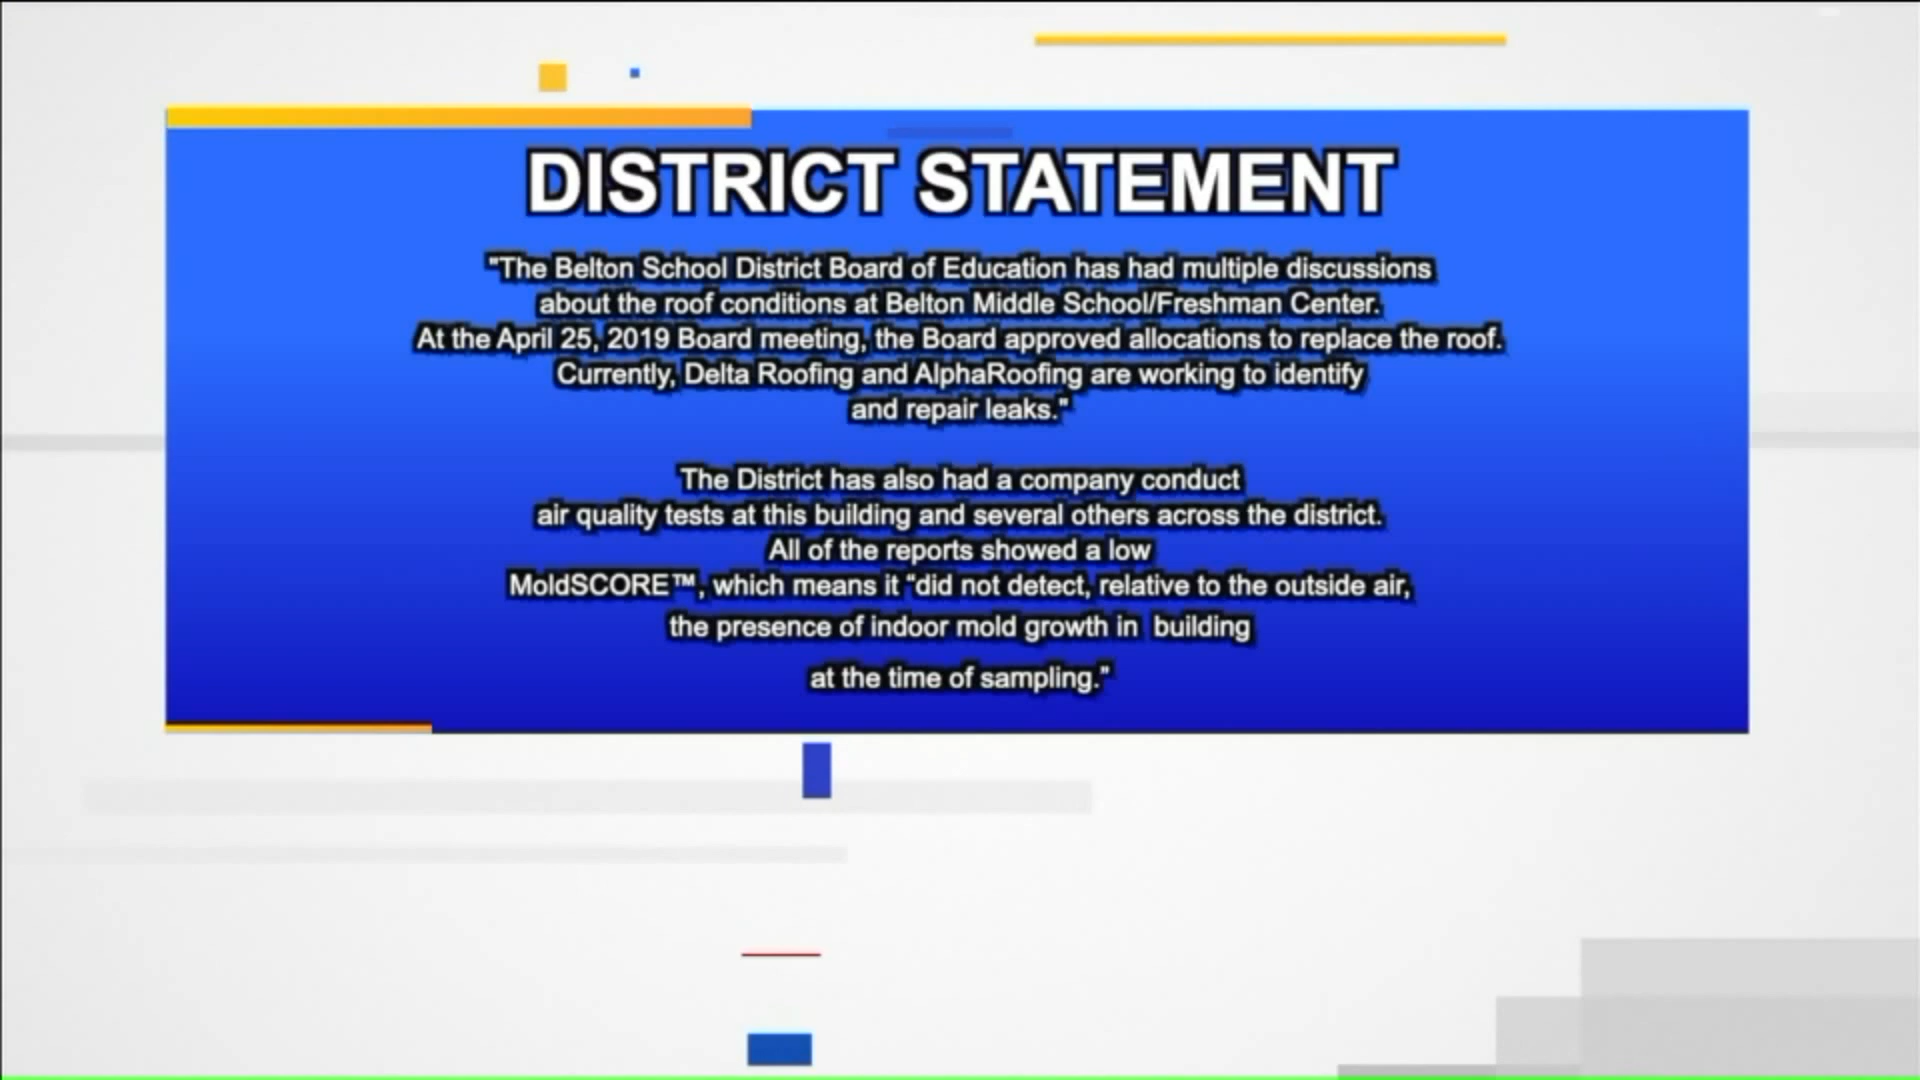 DISTRICT STATEMENT
"The Belton School District Board of Education has had multiple discussions
about the roof conditions at Belton Middle School/Freshman Center.
At the April 25, 2019 Board meeting, the Board approved allocations to replace the roof.
Currently, Delta Roofing and AlphaRoofing are working to identify
and repair leaks."
The District has also had a company conduct
air quality tests at this building and several others across the district.
All of the reports showed a low
MoldSCORE™, which means it “did not detect, relative to the outside air,
the presence of indoor mold growth in  building
at the time of sampling.”